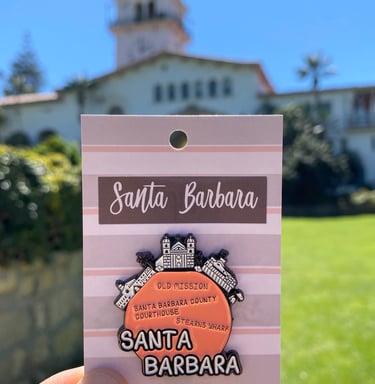 Santa Barbara
OLD MISSION
SANTA BARBARA COUNTY
COURTHOUSE
STEARNS WHARF
SANTA
BARBARA